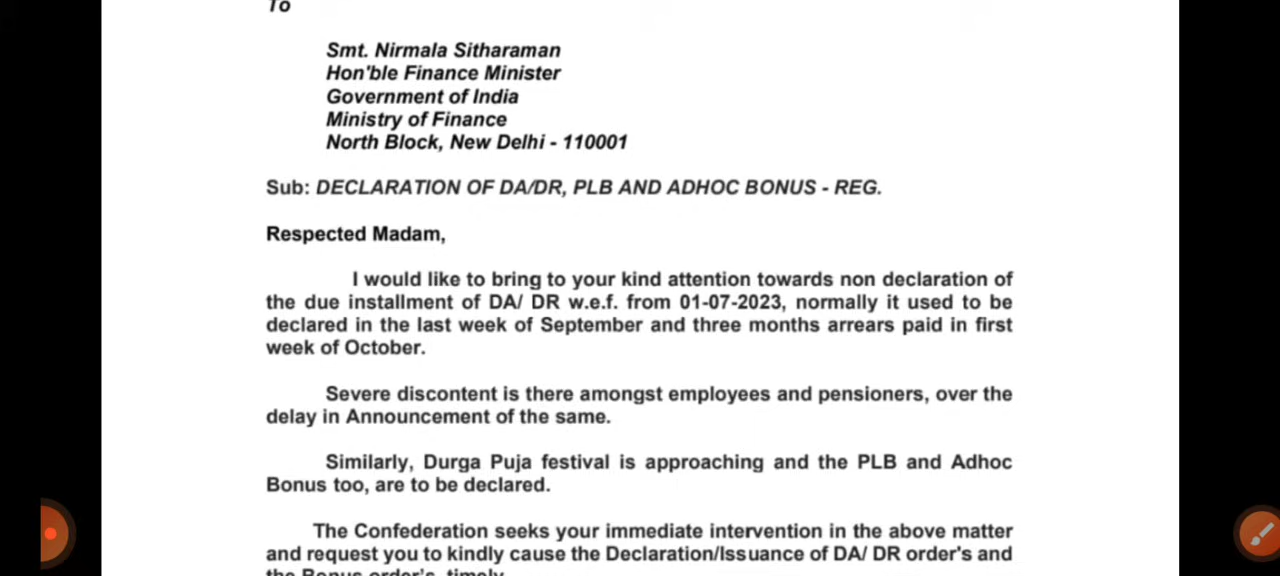 To
Smt. Nirmala Sitharaman
Hon'ble Finance Minister
Government of India
Ministry of Finance
North Block, New Delhi - 110001
Sub: DECLARATION OF DA/DR, PLB AND ADHOC BONUS - REG.
Respected Madam,
I would like to bring to your kind attention towards non declaration of
the due installment of DA/ DR w.e.f. from 01-07-2023, normally it used to be
declared in the last week of September and three months arrears paid in first
week of October.
Severe discontent is there amongst employees and pensioners, over the
delay in Announcement of the same.
Similarly, Durga Puja festival is approaching and the PLB and Adhoc
Bonus too, are to be declared.
The Confederation seeks your immediate intervention in the above matter
and request you to kindly cause the Declaration/Issuance of DA/ DR order's and
the Bonus order's, timely